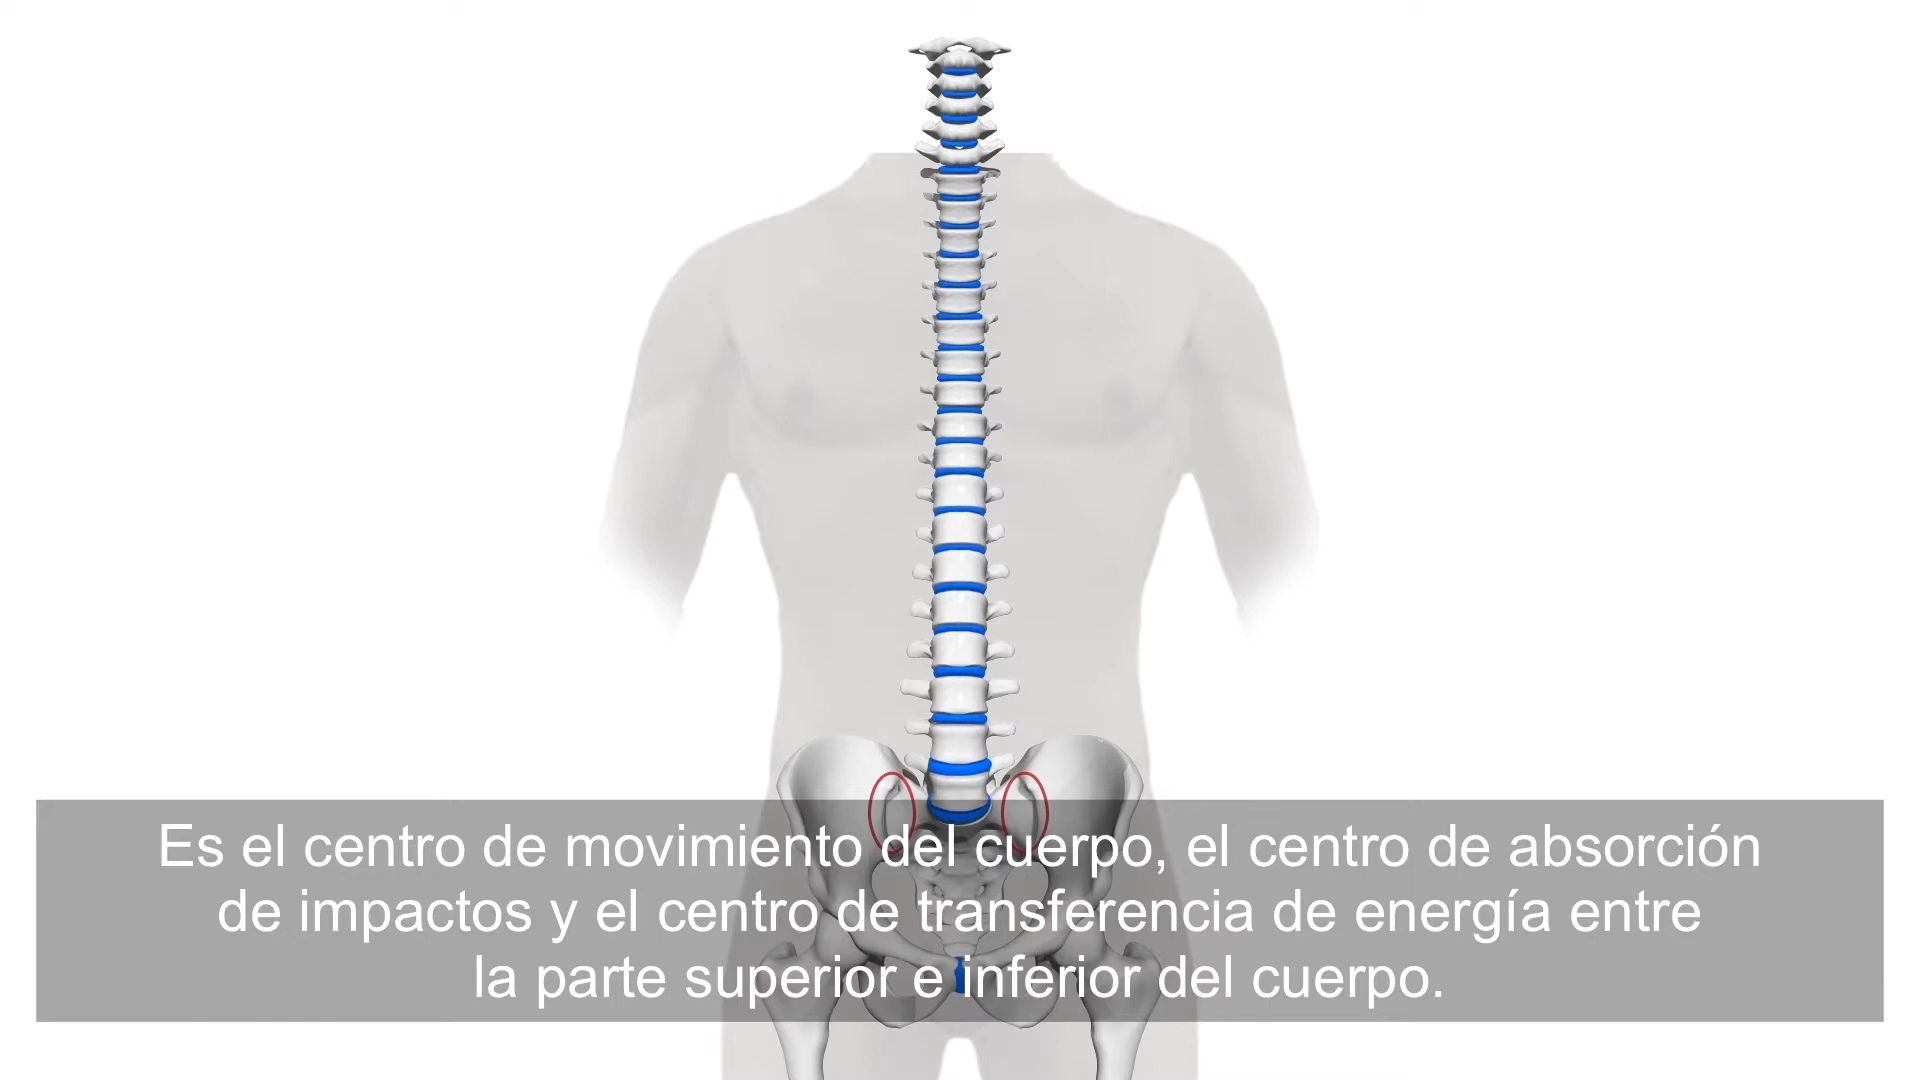 Es el centro de movimiento del cuerpo, el centro de absorción
de impactos y el centro de transferencia de energía entre
la parte superior e inferior del cuerpo.